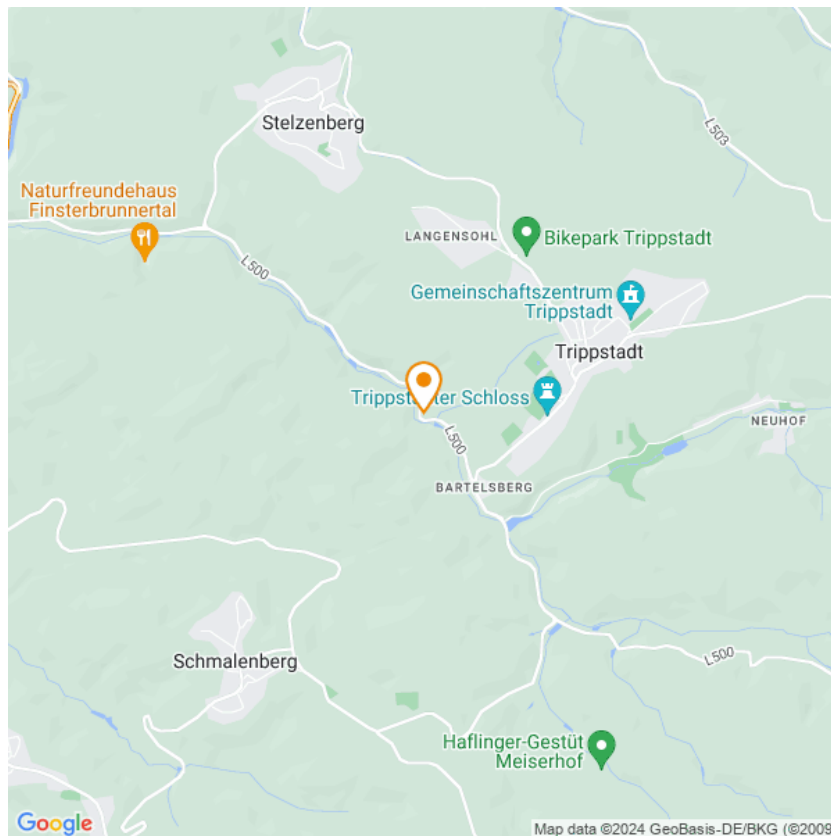 L503
Stelzenberg
Naturfreundehaus
Finsterbrunnertal
LANGENSOHL
Bikepark Trippstadt
L500
Gemeinschaftszentrum
Trippstadt
Trippstadt
Schloss
NEUHOF
L500
BARTELSBERG
Schmalenberg
L500
Haflinger-Gestüt
Meiserhof
Google
Map data ©2024 GeoBasis-DE/BKG (©2009